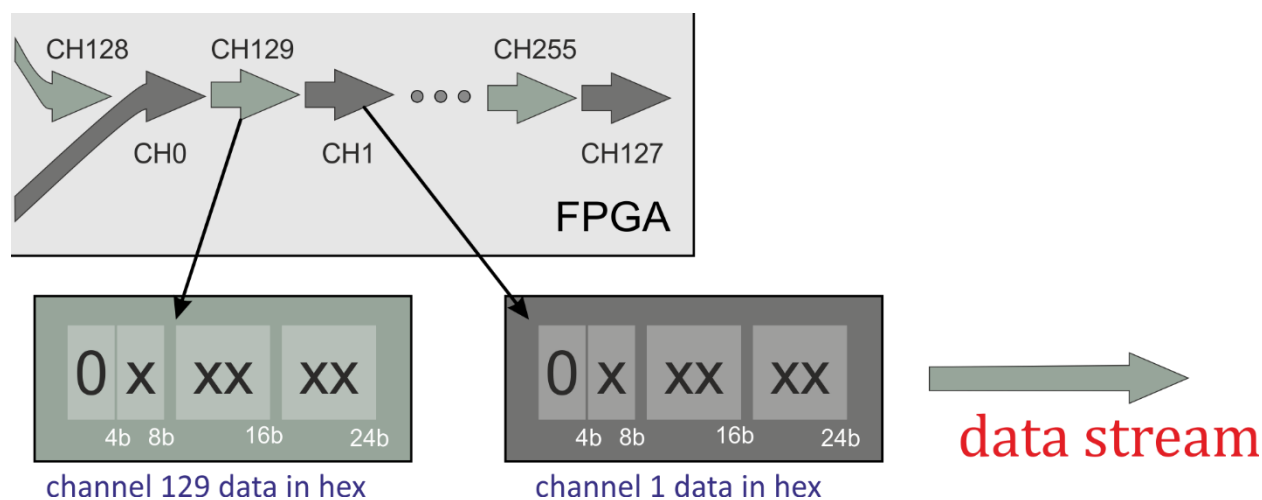 CH128
CH129
CH255
CH0
CH1
CH127
FPGA
0 x xx xx
4b 8b 16b 24b
channel 129 data in hex
0 x xx xx
4b 8b 16b 24b
channel 1 data in hex
data stream